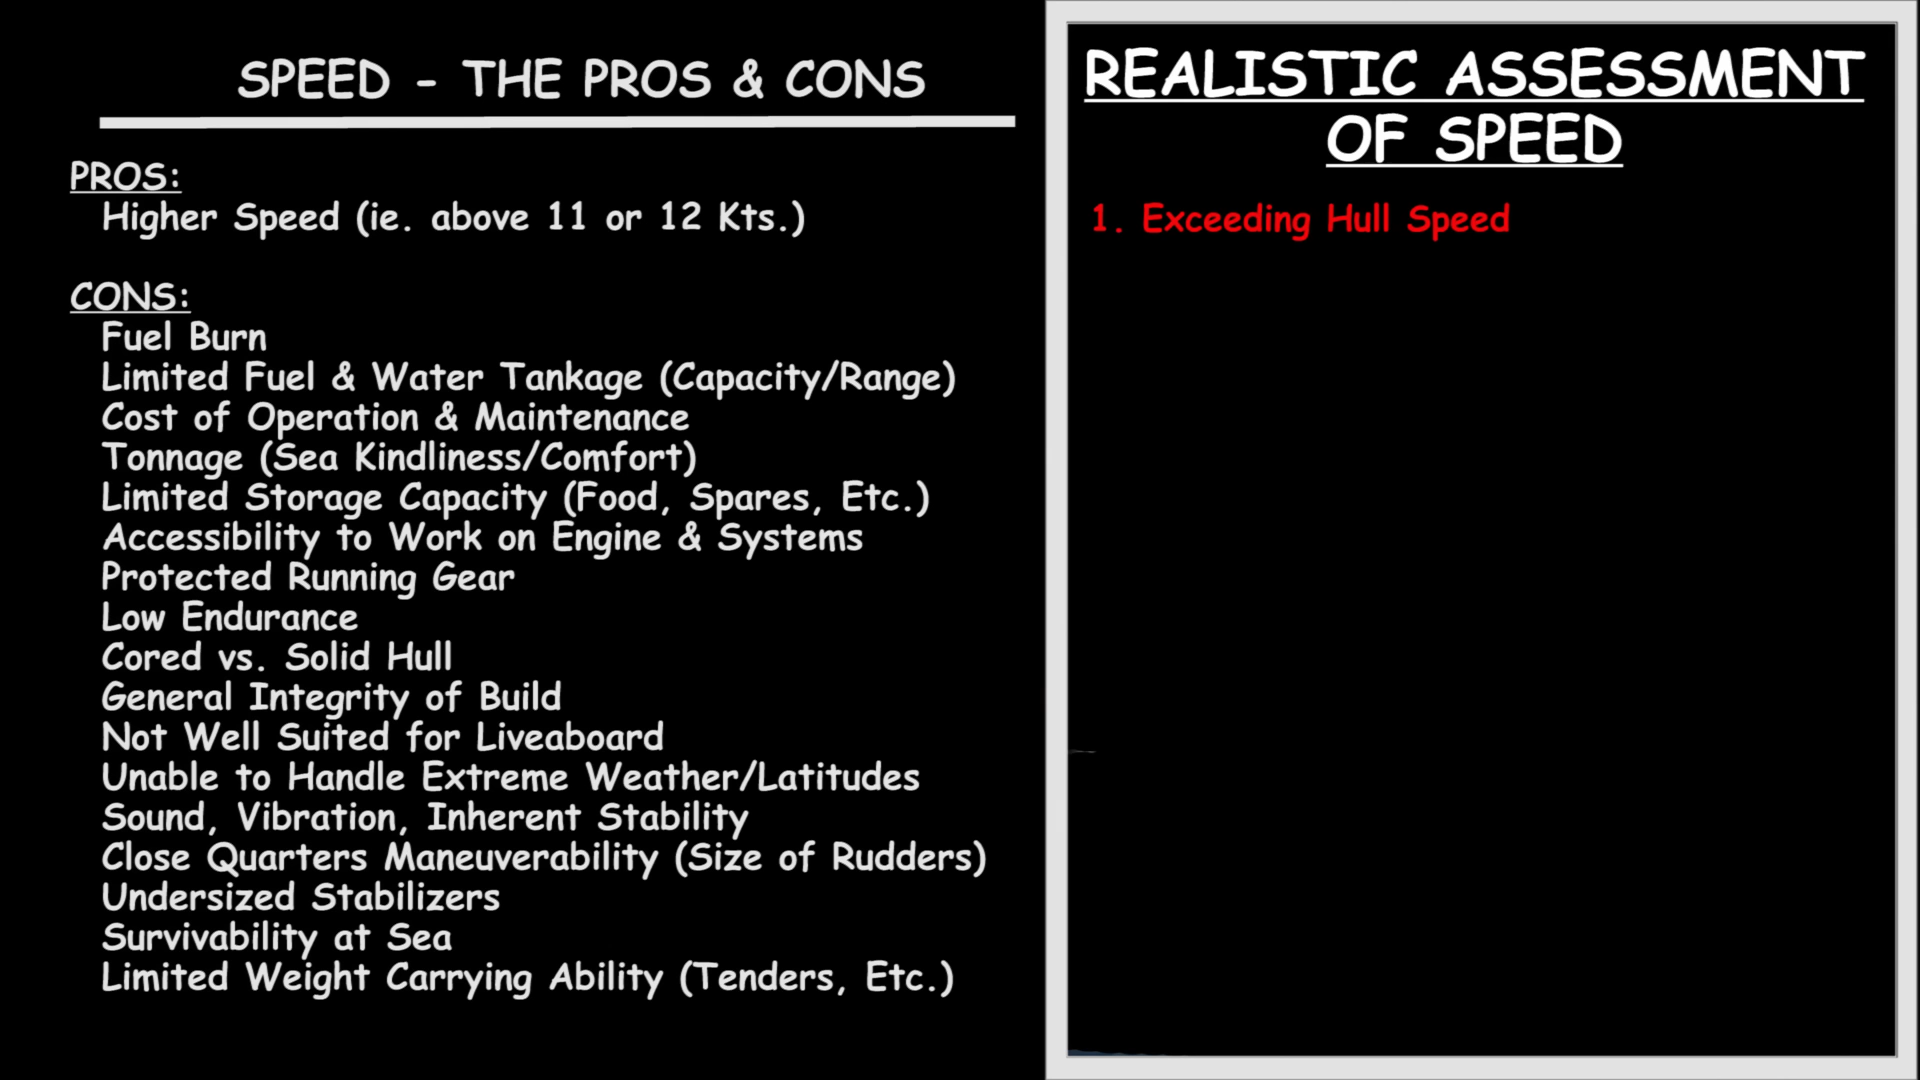 SPEED - THE PROS & CONS
PROS:
Higher Speed (ie. above 11 or 12 Kts.)
CONS:
Fuel Burn
Limited Fuel & Water Tankage (Capacity/Range)
Cost of Operation & Maintenance
Tonnage (Sea Kindliness/Comfort)
Limited Storage Capacity (Food, Spares, Etc.)
Accessibility to Work on Engine & Systems
Protected Running Gear
Low Endurance
Cored vs. Solid Hull
General Integrity of Build
Not Well Suited for Liveaboard
Unable to Handle Extreme Weather/Latitudes
Sound, Vibration, Inherent Stability
Close Quarters Maneuverability (Size of Rudders)
Undersized Stabilizers
Survivability at Sea
Limited Weight Carrying Ability (Tenders, Etc.)
REALISTIC ASSESSMENT
OF SPEED
1. Exceeding Hull Speed